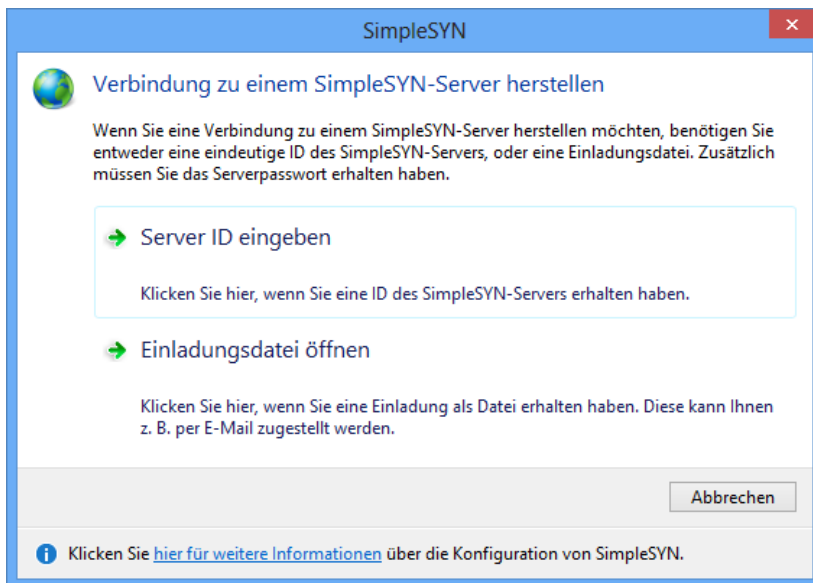 SimpleSYN
Verbindung zu einem SimpleSYN-Server herstellen
Wenn Sie eine Verbindung zu einem SimpleSYN-Server herstellen möchten, benötigen Sie
entweder eine eindeutige ID des SimpleSYN-Servers, oder eine Einladungsdatei. Zusätzlich
müssen Sie das Serverpasswort erhalten haben.
Server ID eingeben
Klicken Sie hier, wenn Sie eine ID des SimpleSYN-Servers erhalten haben.
Einladungsdatei öffnen
Klicken Sie hier, wenn Sie eine Einladung als Datei erhalten haben. Diese kann Ihnen
z. B. per E-Mail zugestellt werden.
Abbrechen
Klicken Sie hier für weitere Informationen über die Konfiguration von SimpleSYN.